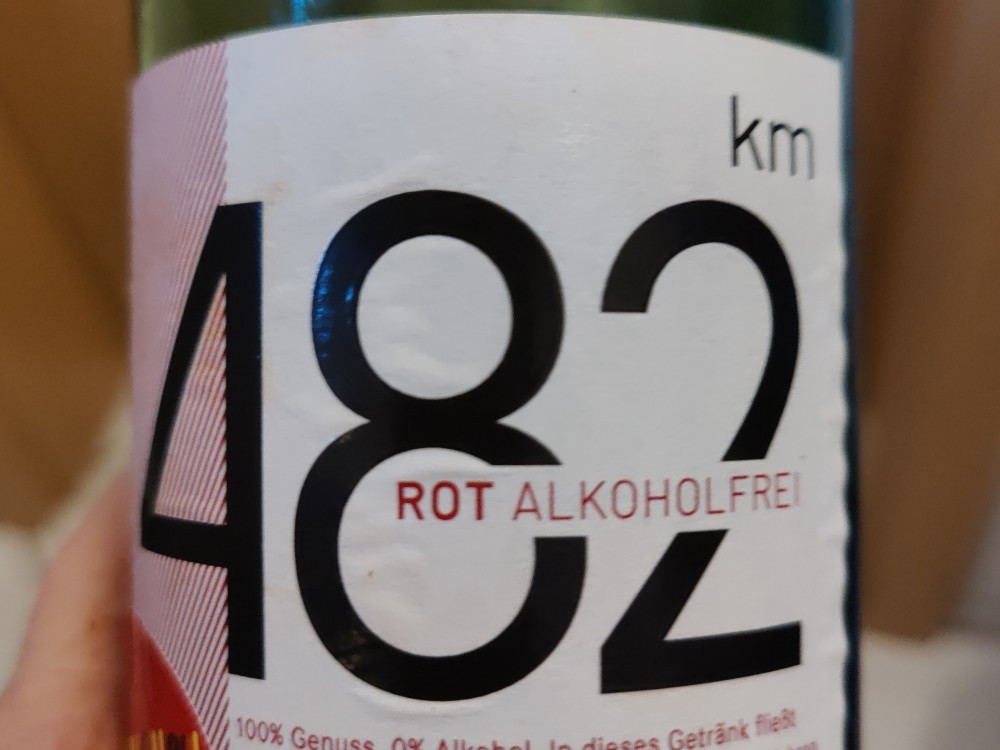 km
482
ROT ALKOHOLFREI
100% Genuss, 0% Alkohol. In dieses Getränk fließt